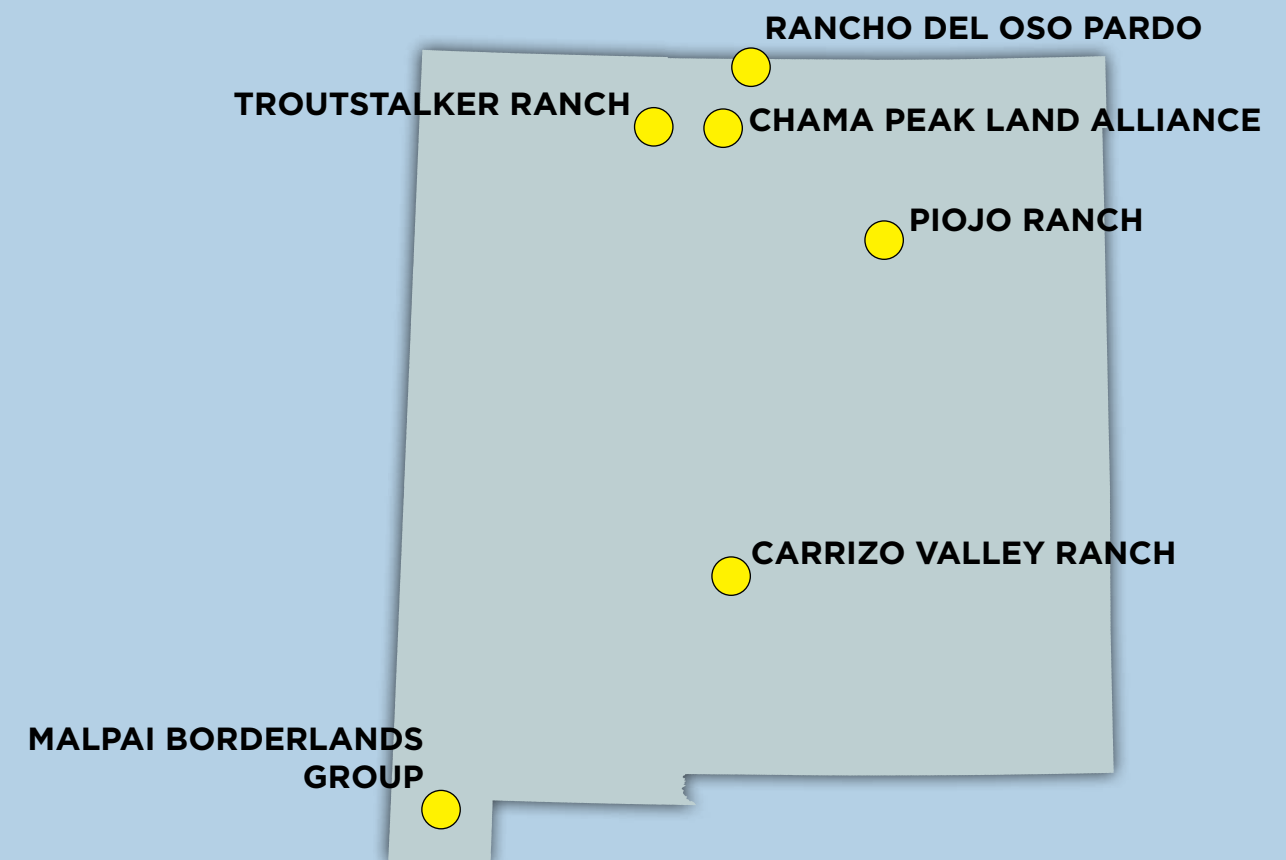 RANCHO DEL OSO PARDO
TROUTSTALKER RANCH
CHAMA PEAK LAND ALLIANCE
PIOJO RANCH
CARRIZO VALLEY RANCH
MALPAI BORDERLANDS
GROUP